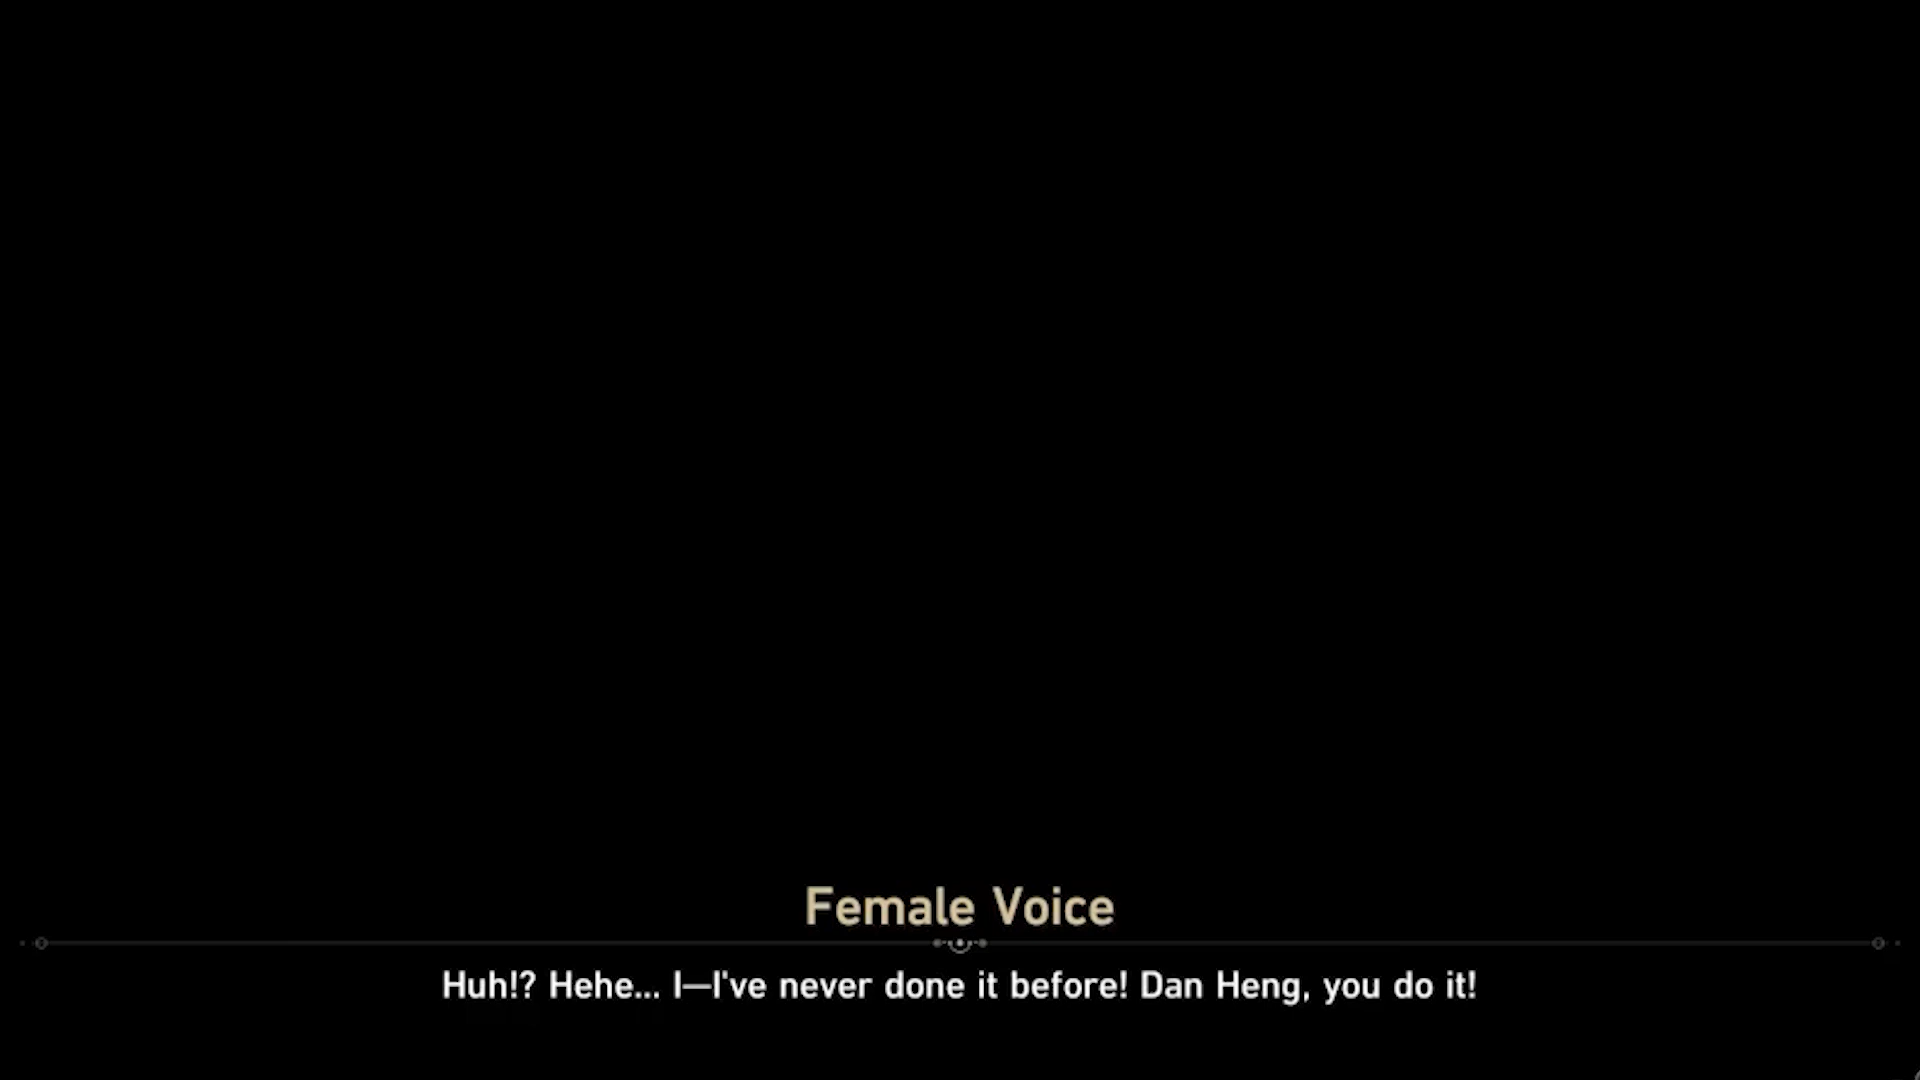 Female Voice
Huh!? Hehe... I—I've never done it before! Dan Heng, you do it!